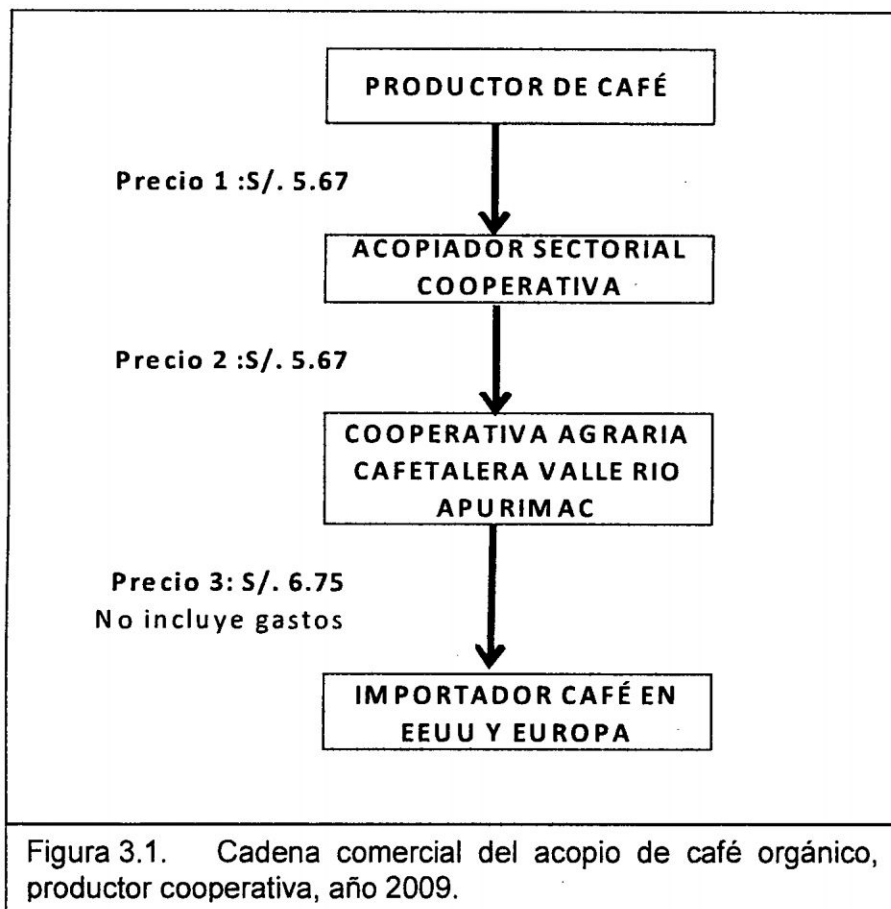 PRODUCTOR DE CAFÉ
Precio 1 :S/. 5.67
ACOPIADOR SECTORIAL
COOPERATIVA
Precio 2 :S/. 5.67
COOPERATIVA AGRARIA
CAFETALERA VALLE RIO
APURIMAC
Precio 3: S/. 6.75
No incluye gastos
IMPORTADOR CAFÉ EN
EEUU Y EUROPA
Figura 3.1. Cadena comercial del acopio de café orgánico,
productor cooperativa, año 2009.